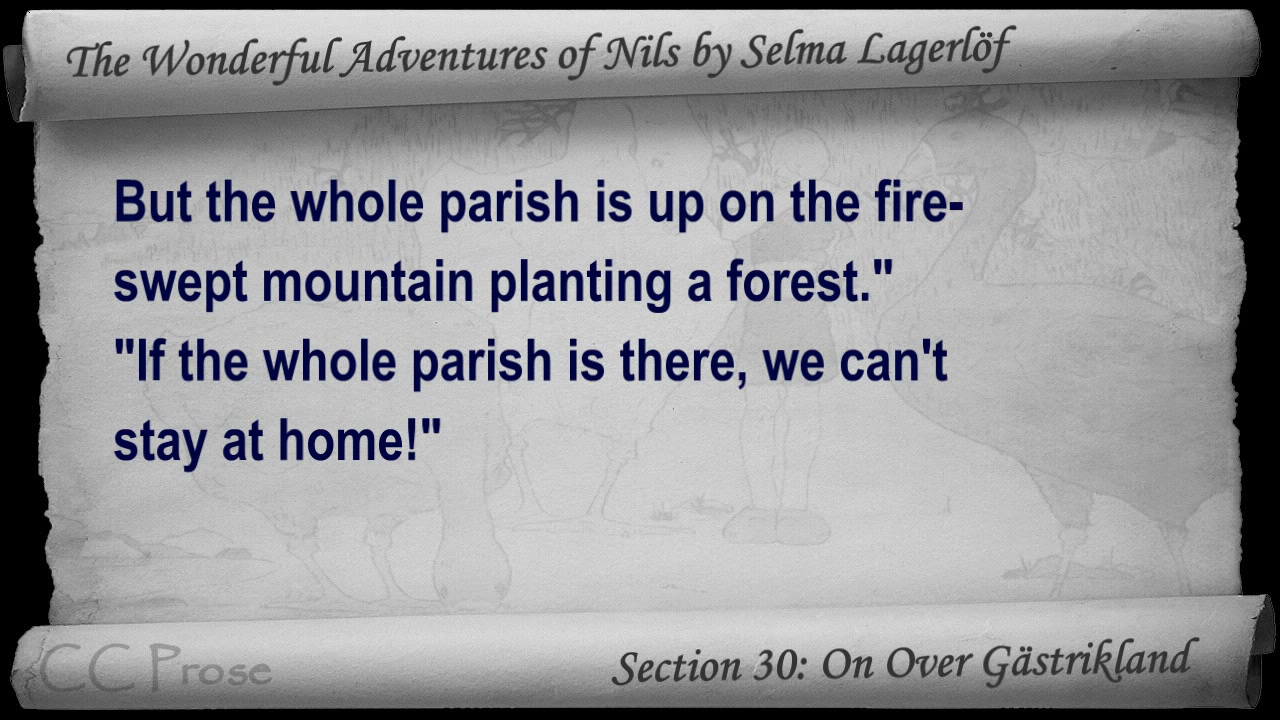 The Wonderful Adventures of Nils by Selma Lagerlöf
But the whole parish is up on the fire-
swept mountain planting a forest."
"If the whole parish is there, we can't
stay at home!"
CC Prose
Section 30: On Over Gästrikland